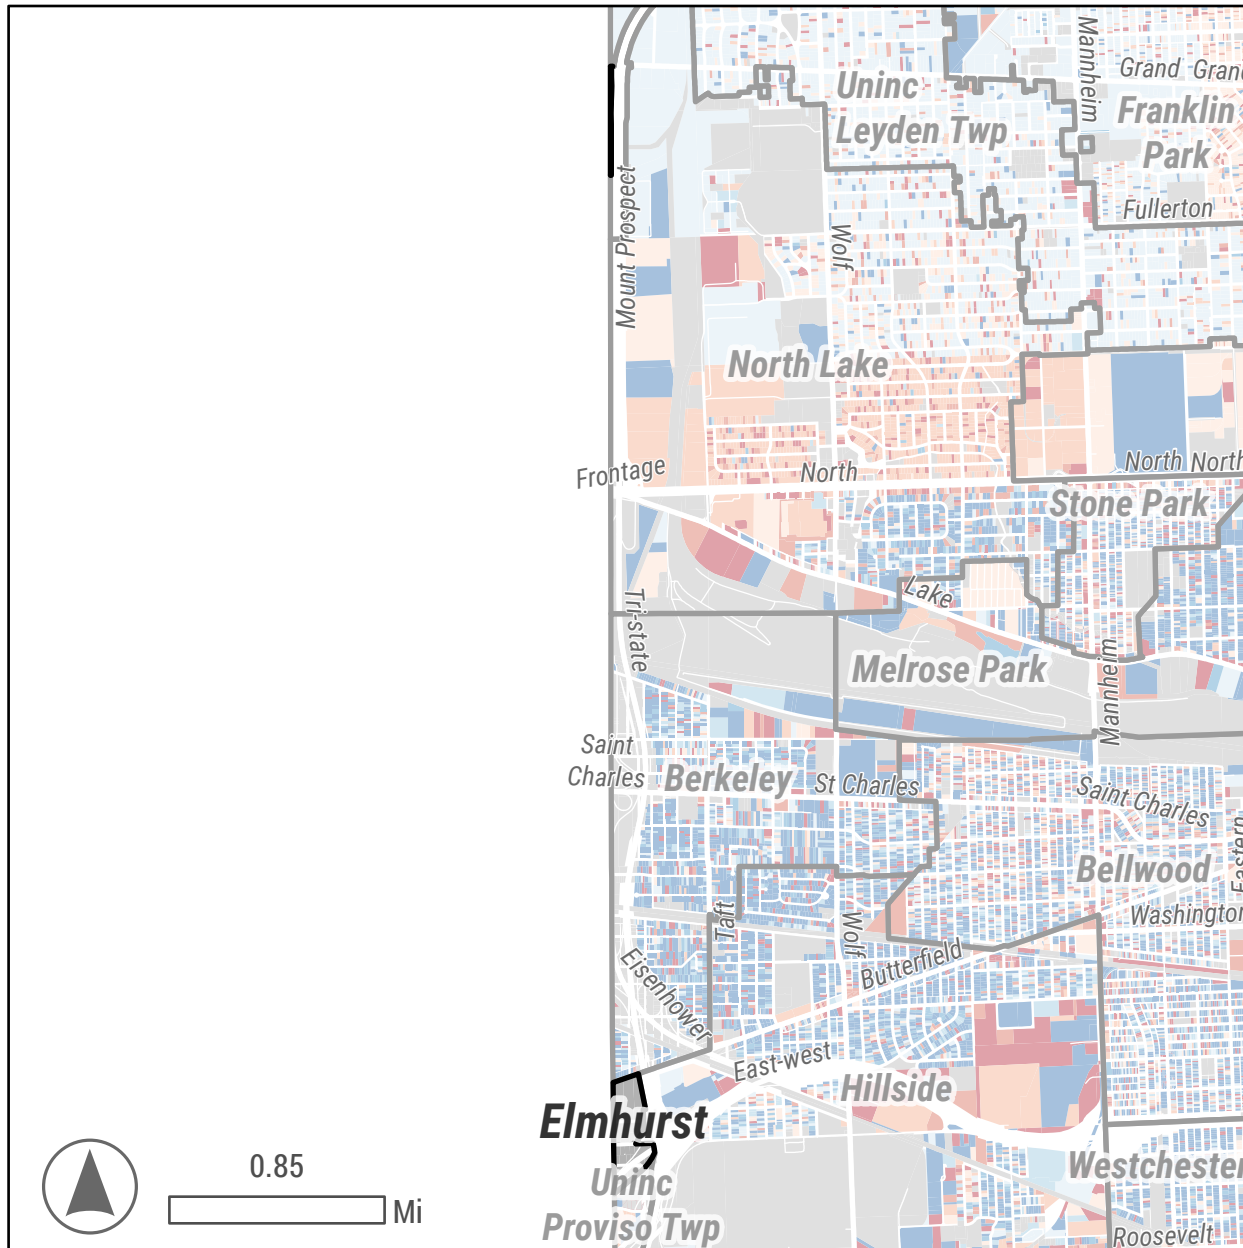 Mannheim
Grand Grand
Uninc
Leyden Twp
Franklin
Park
Fullerton
Mount Prospect
Wolf
North Lake
Frontage
North
North North
Stone Park
Lake
Tri-state
Melrose Park
Mannheim
Saint
Charles
Berkeley
St Charles
Saint Charles
Eastern
Bellwood
Washington
Taft
Wolf
Butterfield
Eisenhower
East-west
Hillside
Elmhurst
Uninc
Proviso Twp
Westchester
Roosevelt
0.85
Mi